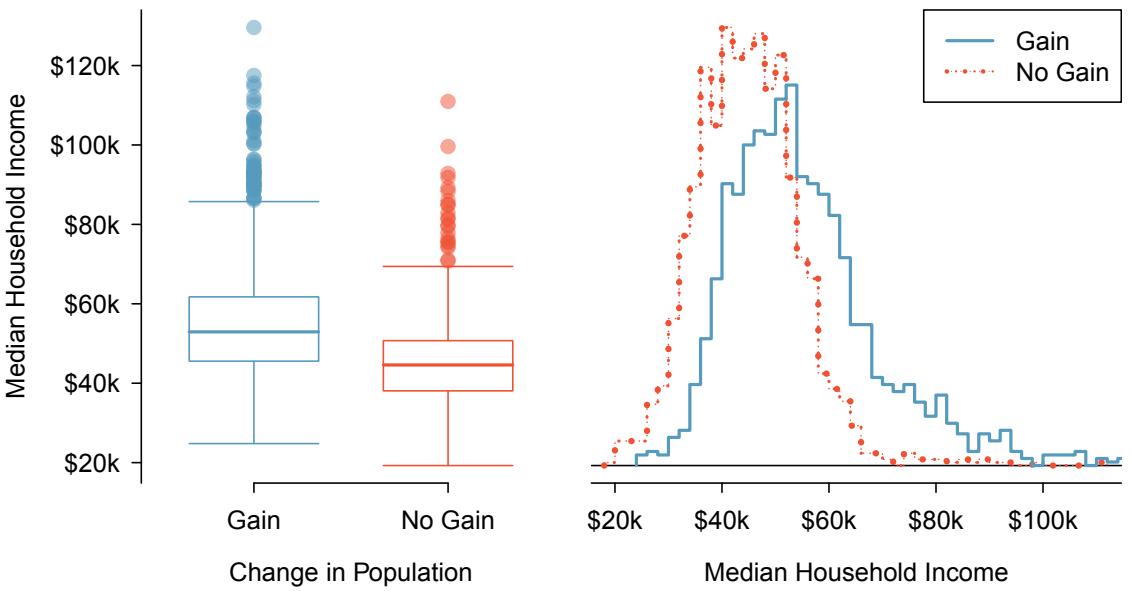 Median Household Income
$120k
$100k
$80k
$60k
$40k
$20k
Gain
No Gain
Change in Population
Gain
No Gain
$20k
$40k
$60k
$80k
$100k
Median Household Income